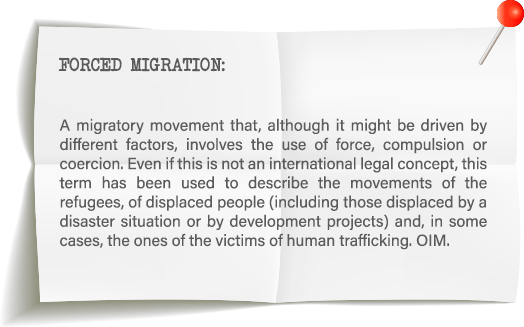 FORCED MIGRATION:
A migratory movement that, although it might be driven by
different factors, involves the use of force, compulsion or
coercion. Even if this is not an international legal concept, this
term has been used to describe the movements of the
refugees, of displaced people (including those displaced by a
disaster situation or by development projects) and, in some
cases, the ones of the victims of human trafficking. OIM.